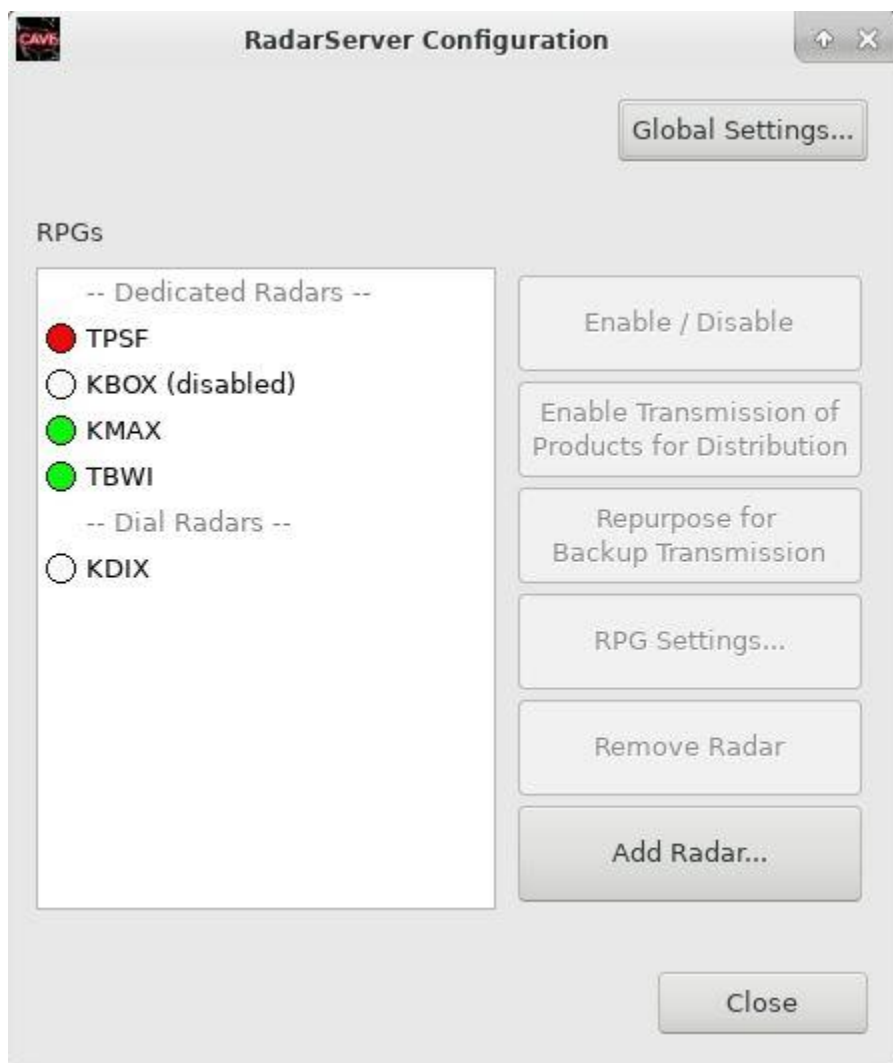 CAVE
RadarServer Configuration
Global Settings...
RPGs
-- Dedicated Radars --
TPSF
KBOX (disabled)
KMAX
TBWI
-- Dial Radars --
KDIX
Enable / Disable
Enable Transmission of
Products for Distribution
Repurpose for
Backup Transmission
RPG Settings...
Remove Radar
Add Radar...
Close